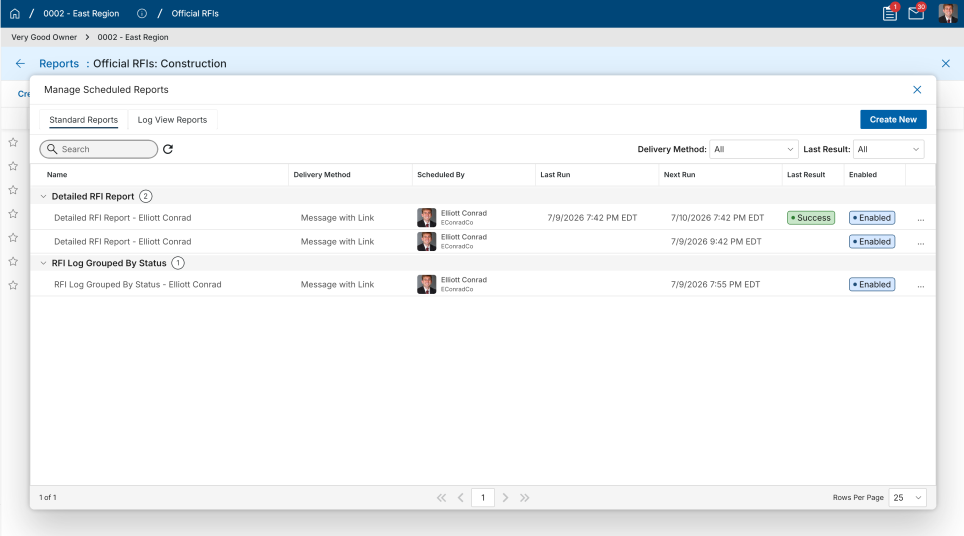 / 0002 - East Region / Official RFIs 1 30
Very Good Owner > 0002 - East Region
Reports : Official RFIs: Construction
Cre
Manage Scheduled Reports
Standard Reports Log View Reports Create New
Search Delivery Method: All Last Result: All
Name Delivery Method Scheduled By Last Run Next Run Last Result Enabled
Detailed RFI Report 2
Detailed RFI Report - Elliott Conrad Message with Link Elliott Conrad 7/9/2026 7:42 PM EDT 7/10/2026 7:42 PM EDT Success Enabled ...
EConradCo
Detailed RFI Report - Elliott Conrad Message with Link Elliott Conrad 7/9/2026 9:42 PM EDT Enabled ...
EConradCo
RFI Log Grouped By Status 1
RFI Log Grouped By Status - Elliott Conrad Message with Link Elliott Conrad 7/9/2026 7:55 PM EDT Enabled ...
EConradCo
1 of 1 1 Rows Per Page 25